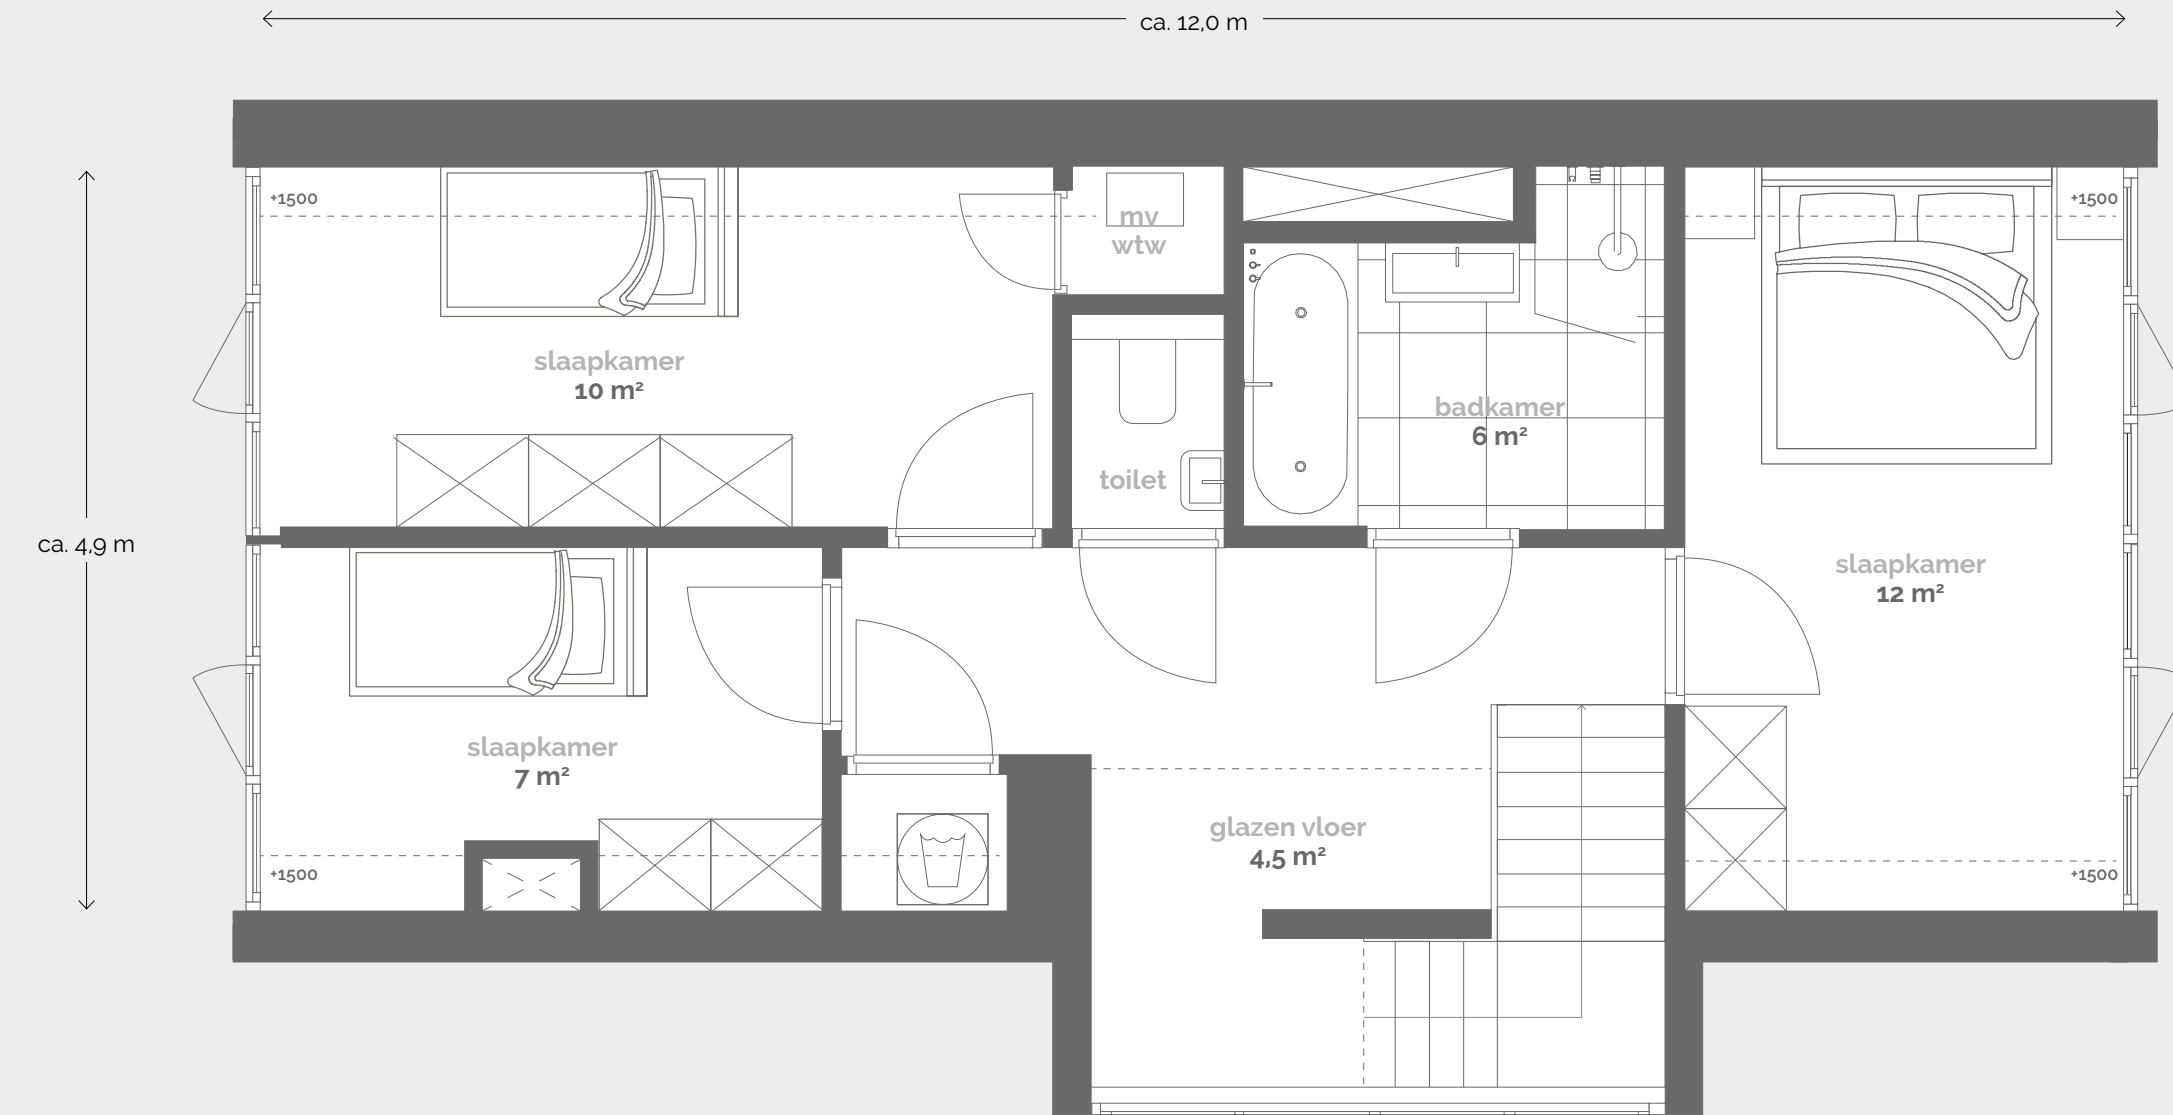 ca. 12,0 m
+1500
+1500
mv
wtw
slaapkamer
10 m²
badkamer
6 m²
toilet
ca. 4,9 m
slaapkamer
12 m²
slaapkamer
7 m²
glazen vloer
4,5 m²
+1500
+1500